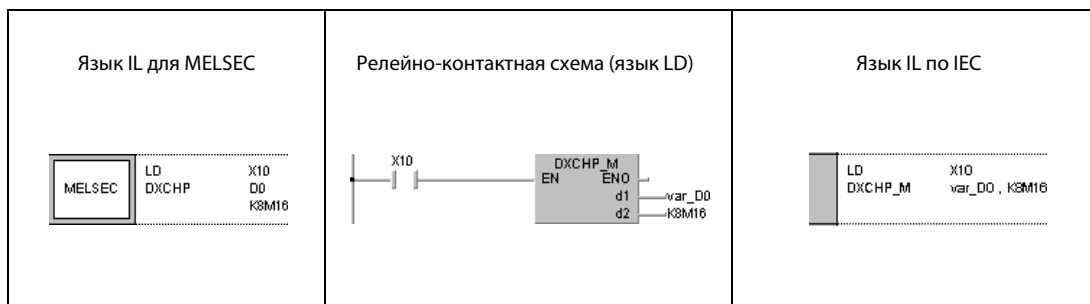 Язык IL для MELSEC
MELSEC
LD X10
DXCHP D0
K8M16
Релейно-контактная схема (язык LD)
X10
DXCHP_M
EN ENO
d1 var_D0
d2 K8M16
Язык IL по IEC
LD X10
DXCHP_M var_D0 , K8M16